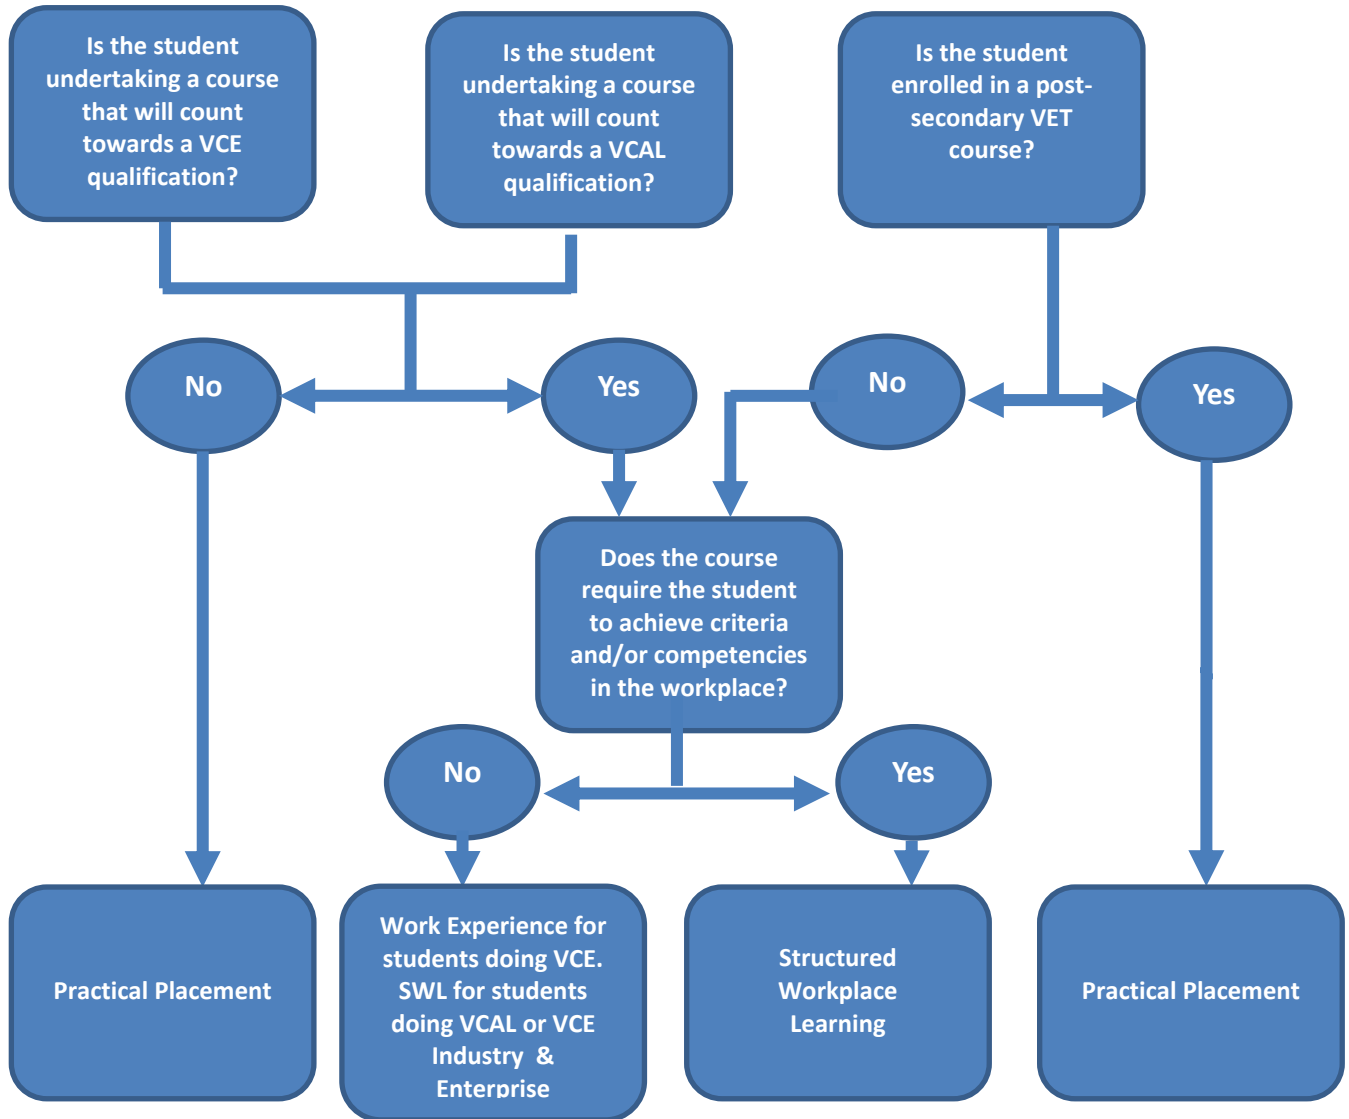 Is the student
undertaking a course
that will count
towards a VCE
qualification?
Is the student
undertaking a course
that will count
towards a VCAL
qualification?
Is the student
enrolled in a post-
secondary VET
course?
No
Yes
No
Yes
Does the course
require the student
to achieve criteria
and/or competencies
in the workplace?
No
Yes
Practical Placement
Work Experience for
students doing VCE.
SWL for students
doing VCAL or VCE
Industry &
Enterprise
Structured
Workplace
Learning
Practical Placement